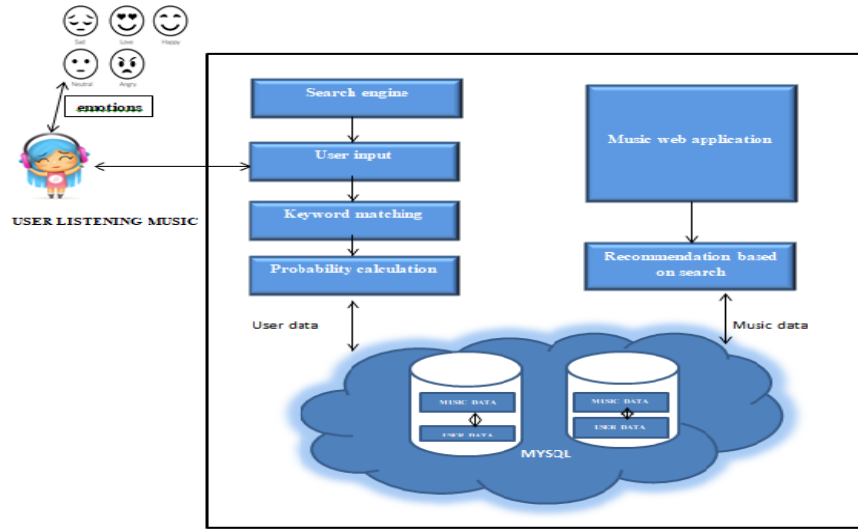 Sad Love Happy
Neutral Angry
emotions
USER LISTENING MUSIC
Search engine
User input
Keyword matching
Probability calculation
User data
Music web application
Recommendation based
on search
Music data
MUSIC DATA
USER DATA
MUSIC DATA
USER DATA
MYSQL